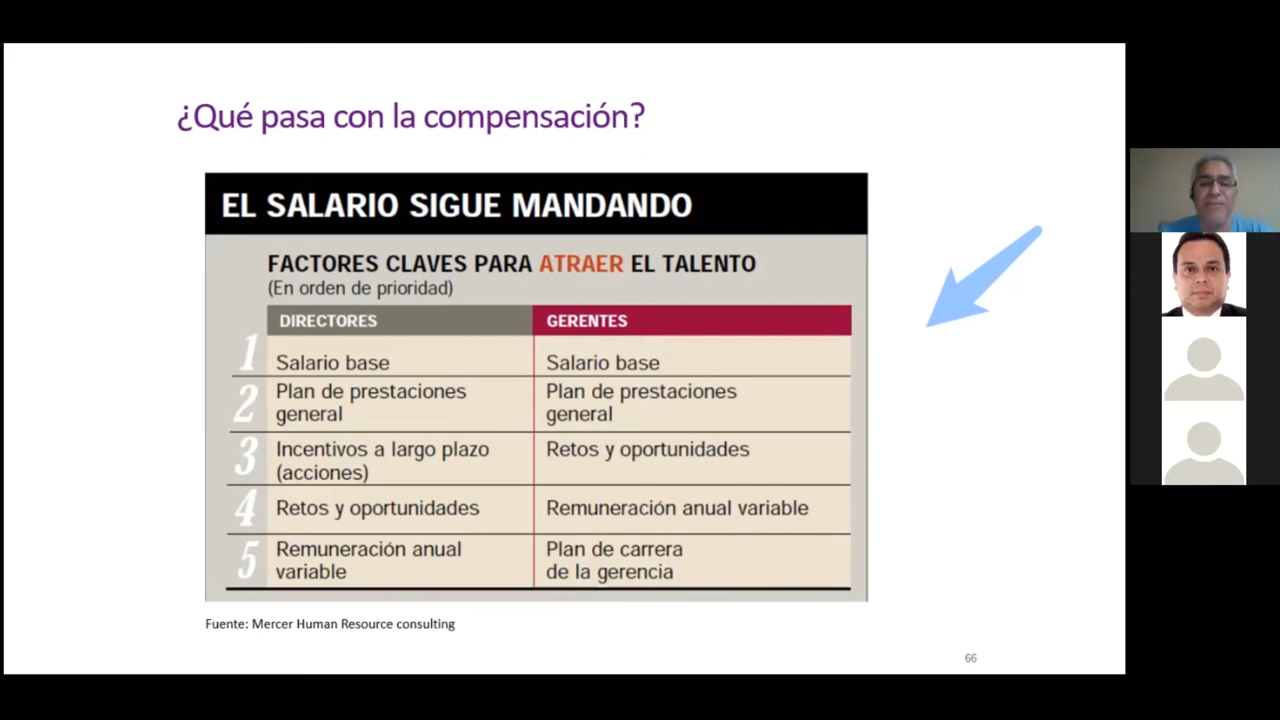 ¿Qué pasa con la compensación?
EL SALARIO SIGUE MANDANDO
FACTORES CLAVES PARA ATRAER EL TALENTO
(En orden de prioridad)
DIRECTORES GERENTES
1 Salario base Salario base
2 Plan de prestaciones general Plan de prestaciones general
3 Incentivos a largo plazo (acciones) Retos y oportunidades
4 Retos y oportunidades Remuneración anual variable
5 Remuneración anual variable Plan de carrera de la gerencia
Fuente: Mercer Human Resource consulting
66